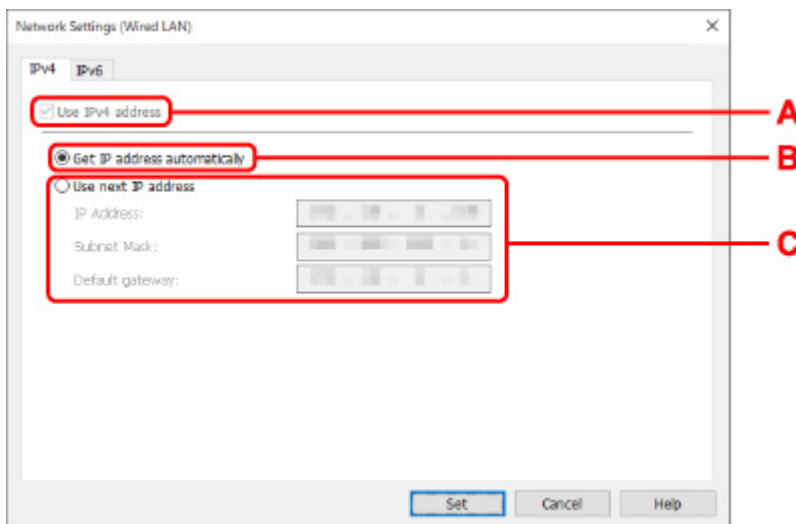 Network Settings (Wired LAN)
IPv4 IPv6
Use IPv4 address
A
Get IP address automatically
B
Use next IP address
IP Address:
Subnet Mask:
C
Default gateway:
Set Cancel Help